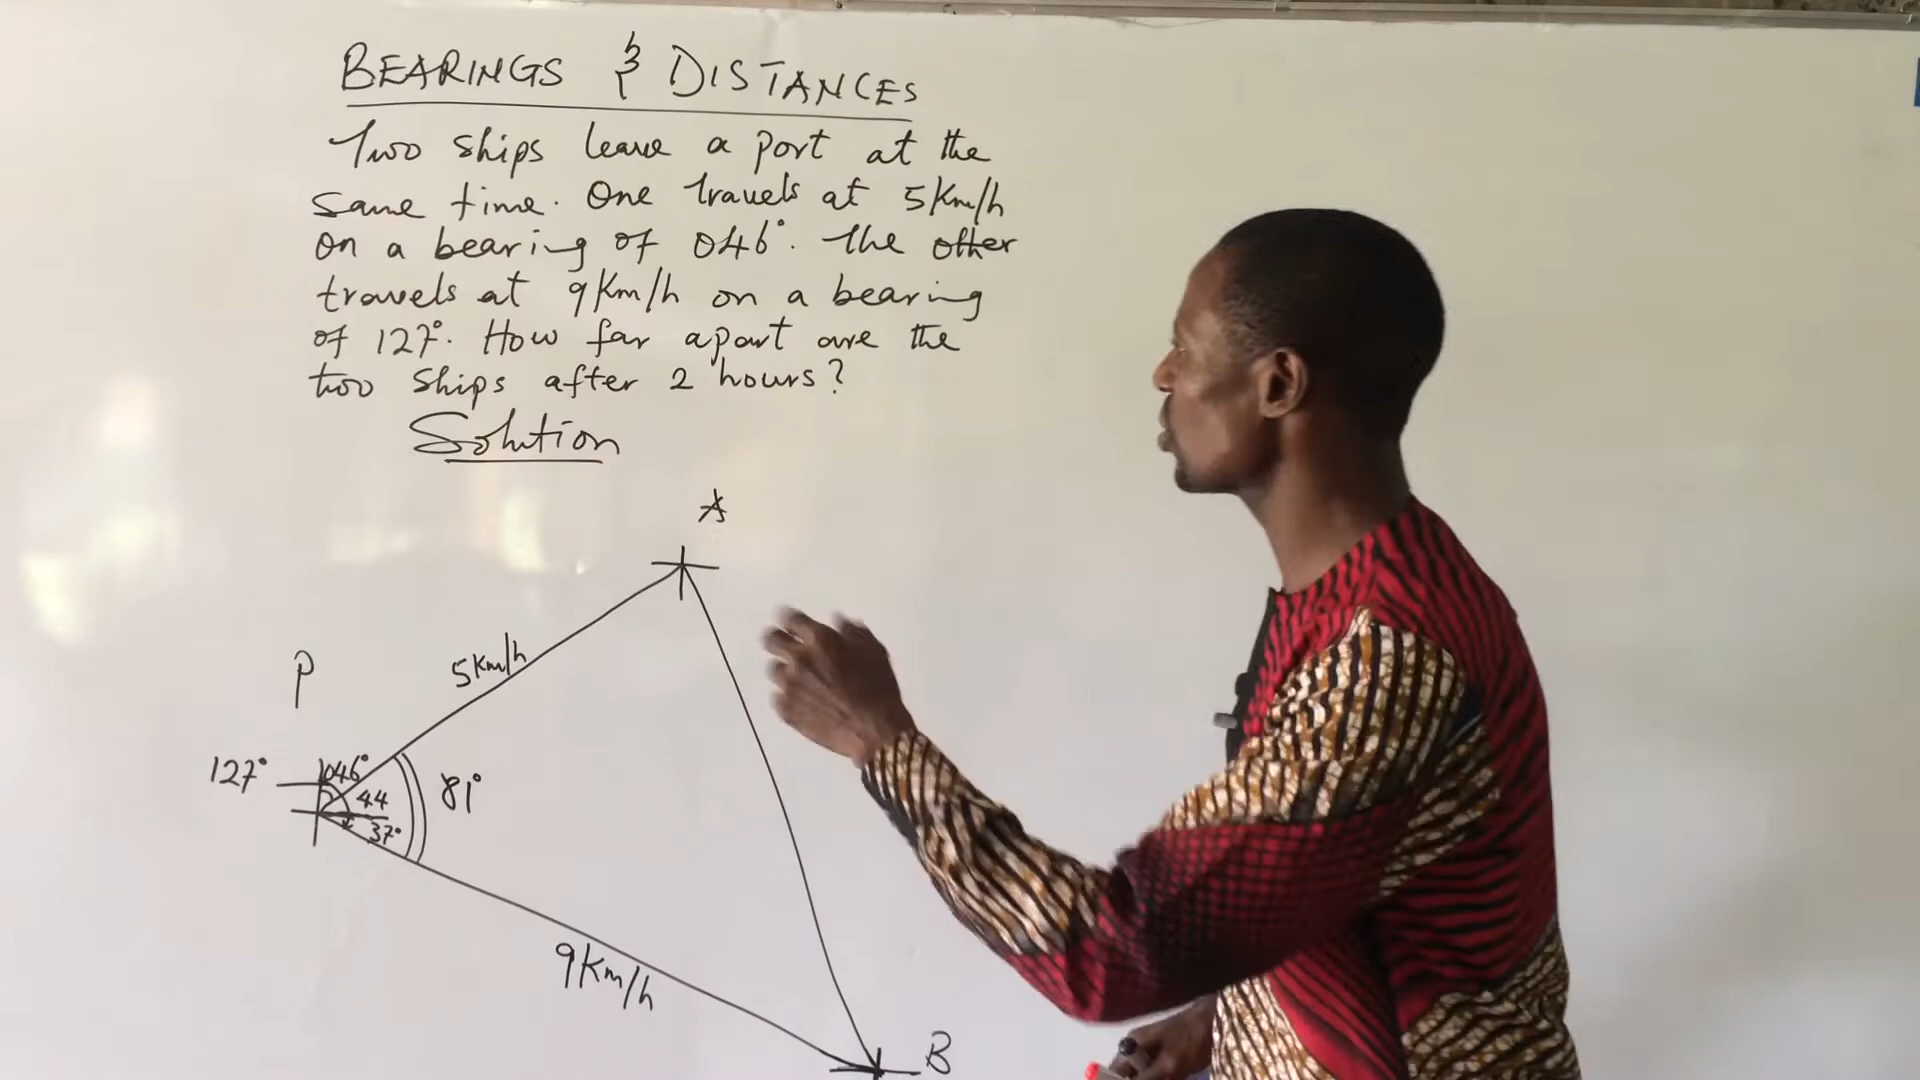 BEARINGS & DISTANCES
Two ships leave a port at the
same time. One travels at 5km/h
on a bearing of 046°. The other
travels at 9km/h on a bearing
of 127°. How far apart are the
two ships after 2 hours?
Solution
A
5km/h
P
127°
046°
44
81°
37°
9km/h
B